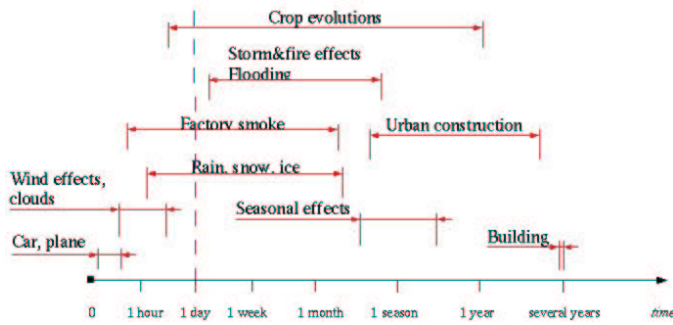 Crop evolutions
Storm&fire effects
Flooding
Factory smoke
Urban construction
Rain, snow, ice
Wind effects,
clouds
Seasonal effects
Car, plane
Building
0 1 hour 1 day 1 week 1 month 1 season 1 year several years time